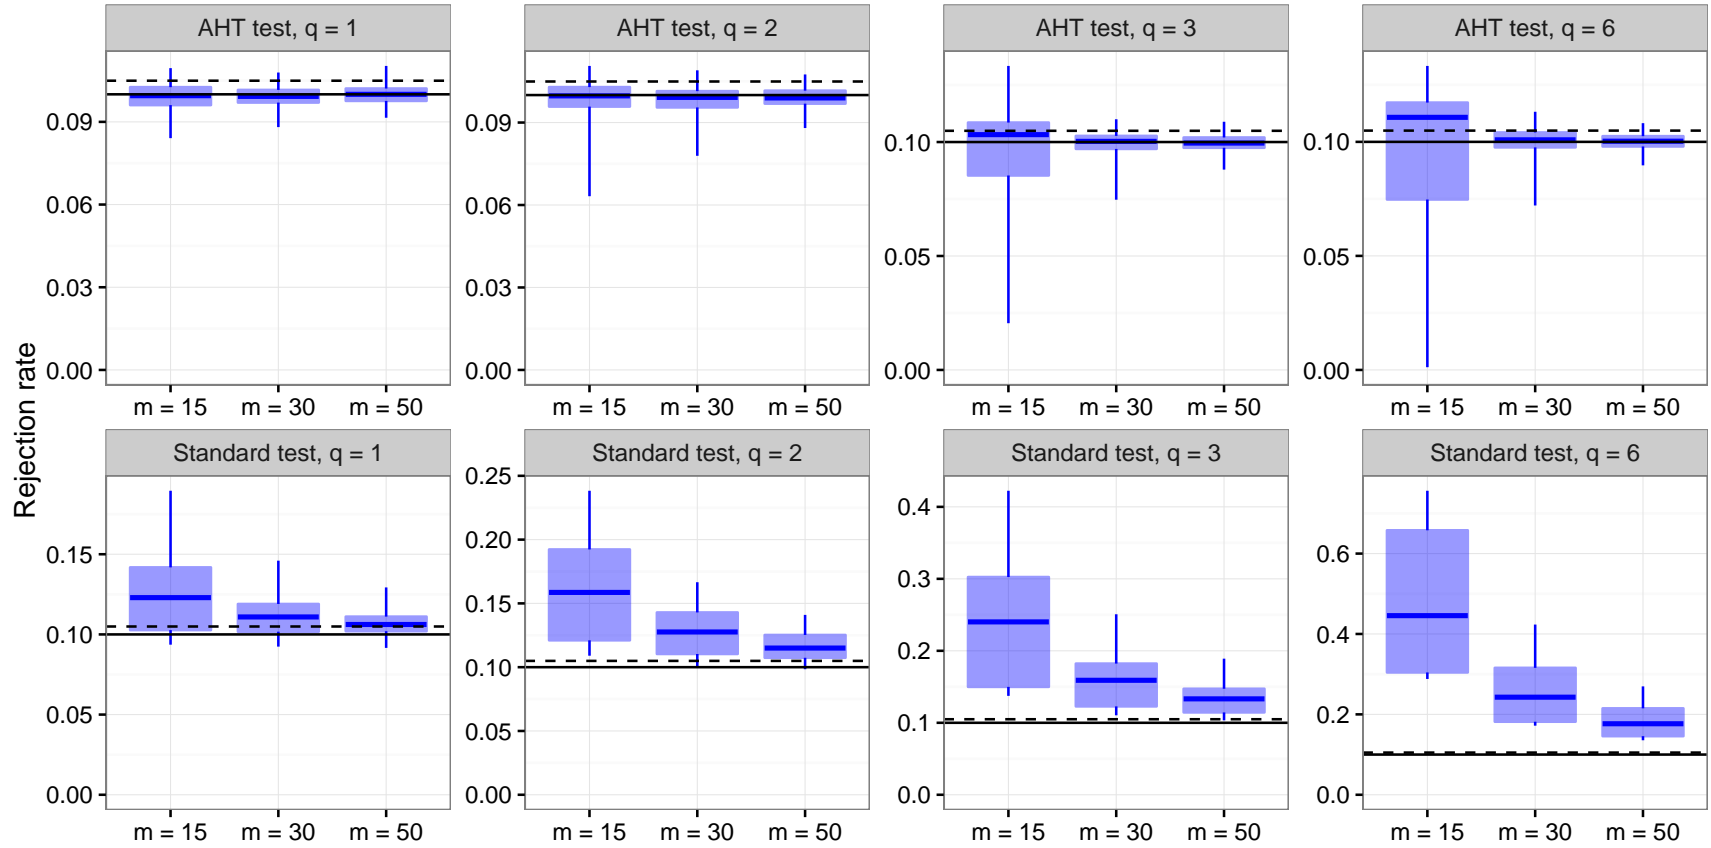 Rejection rate
AHT test, q = 1
0.09
0.06
0.03
0.00
m = 15 m = 30 m = 50
AHT test, q = 2
0.09
0.06
0.03
0.00
m = 15 m = 30 m = 50
AHT test, q = 3
0.10
0.05
0.00
m = 15 m = 30 m = 50
AHT test, q = 6
0.10
0.05
0.00
m = 15 m = 30 m = 50
Standard test, q = 1
0.15
0.10
0.05
0.00
m = 15 m = 30 m = 50
Standard test, q = 2
0.25
0.20
0.15
0.10
0.05
0.00
m = 15 m = 30 m = 50
Standard test, q = 3
0.4
0.3
0.2
0.1
0.0
m = 15 m = 30 m = 50
Standard test, q = 6
0.6
0.4
0.2
0.0
m = 15 m = 30 m = 50